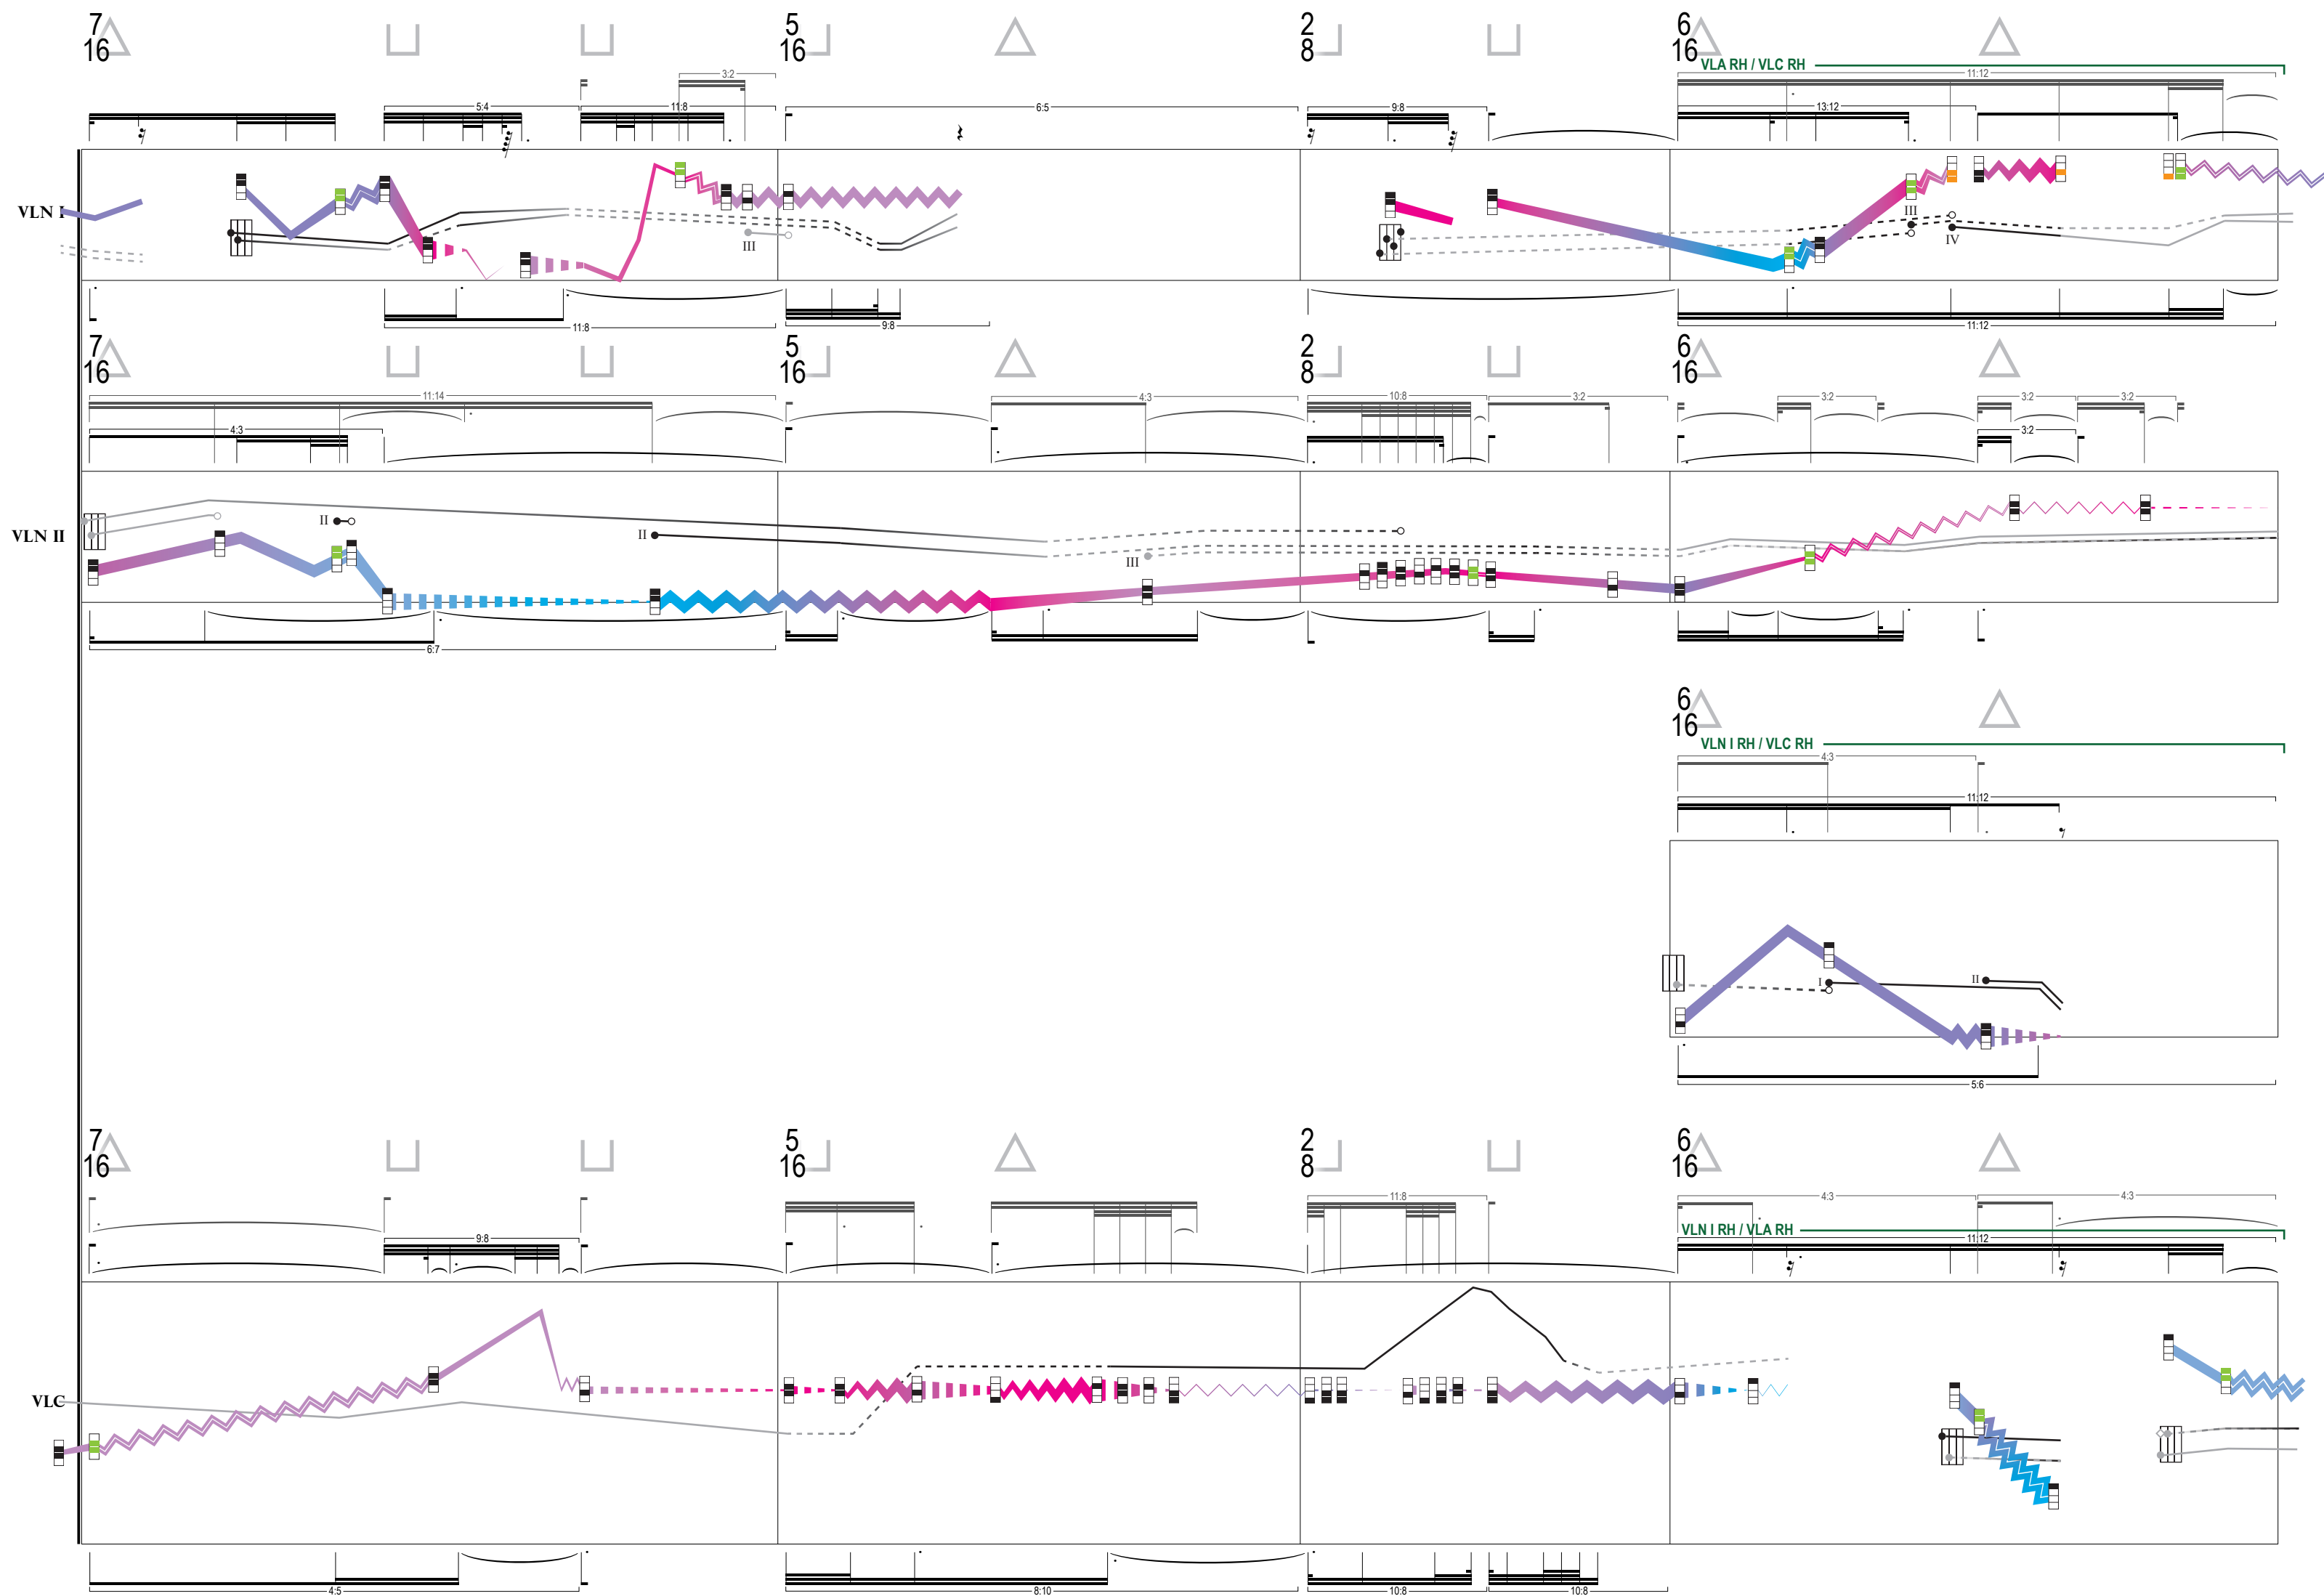 7 16 5 16 2 8 6 16
VLA RH / VLC RH
3:2 11:12
5:4 11:8 6:5 9:8 13:12
VLN I
III III IV
11:8 9:8 11:12
7 16 5 16 2 8 6 16
11:14 4:3 10:8 3:2 3:2 3:2 3:2
4:3 3:2
VLN II
II II III
6:7
6 16
VLN I RH / VLC RH
4:3
11:12
I II
5:6
7 16 5 16 2 8 6 16
11:8 4:3 4:3
VLN I RH / VLA RH
9:8 11:12
VLC
4:5 8:10 10:8 10:8